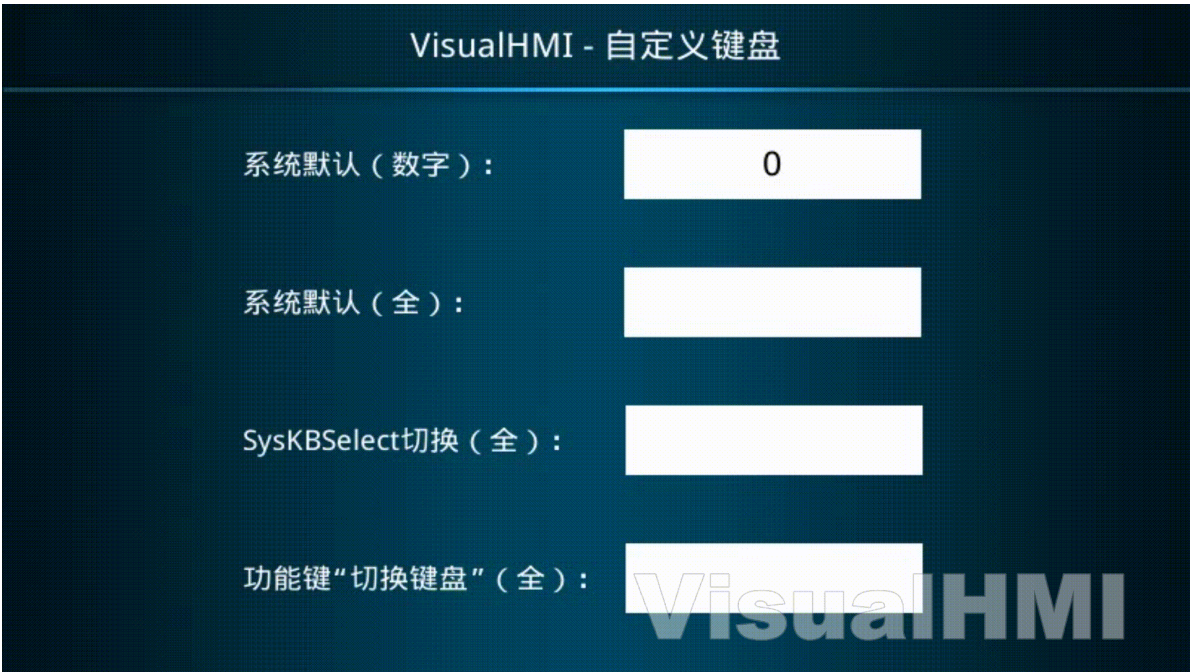 VisualHMI - 自定义键盘
系统默认（数字）:
0
系统默认（全）:
SysKBSelect切换（全）:
功能键“切换键盘”（全）:
VisualHMI